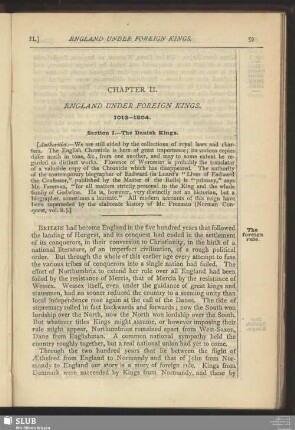 II.] ENGLAND UNDER FOREIGN KINGS. 59
CHAPTER II.
ENGLAND UNDER FOREIGN KINGS.
1013–1204.
Section I.—The Danish Kings.
[Authorities.—We are still aided by the collections of royal laws and char-
ters. The English Chronicle is here of great importance; its various copies
differ much in tone, &c., from one another, and may to some extent be re-
garded as distinct works. Florence of Worcester is probably the translator
of a valuable copy of the Chronicle which has disappeared. The authority
of the contemporary biographer of Eadward (in Luard's "Lives of Eadward
the Confessor," published by the Master of the Rolls) is "primary," says
Mr. Freeman, "for all matters strictly personal to the King and the whole
family of Godwine. He is, however, very distinctly not an historian, but a
biographer, sometimes a laureate." All modern accounts of this reign have
been superseded by the elaborate history of Mr. Freeman (Norman Con-
quest, vol. ii.).]
The
foreign
rule.
BRITAIN had become England in the five hundred years that followed
the landing of Hengest, and its conquest had ended in the settlement
of its conquerors, in their conversion to Christianity, in the birth of a
national literature, of an imperfect civilization, of a rough political
order. But through the whole of this earlier age every attempt to fuse
the various tribes of conquerors into a single nation had failed. The
effort of Northumbria to extend her rule over all England had been
foiled by the resistance of Mercia, that of Mercia by the resistance of
Wessex. Wessex itself, even under the guidance of great kings and
statesmen, had no sooner reduced the country to a seeming unity than
local independence rose again at the call of the Danes. The tide of
supremacy rolled in fact backwards and forwards; now the South won
lordship over the North, now the North won lordship over the South.
But whatever titles Kings might assume, or however imposing their
rule might appear, Northumbrian remained apart from West-Saxon,
Dane from Englishman. A common national sympathy held the
country roughly together, but a real national union had yet to come.
Through the two hundred years that lie between the flight of
Æthelred from England to Normandy and that of John from Nor-
mandy to England our story is a story of foreign rule. Kings from
Denmark were succeeded by Kings from Normandy, and these by
SLUB